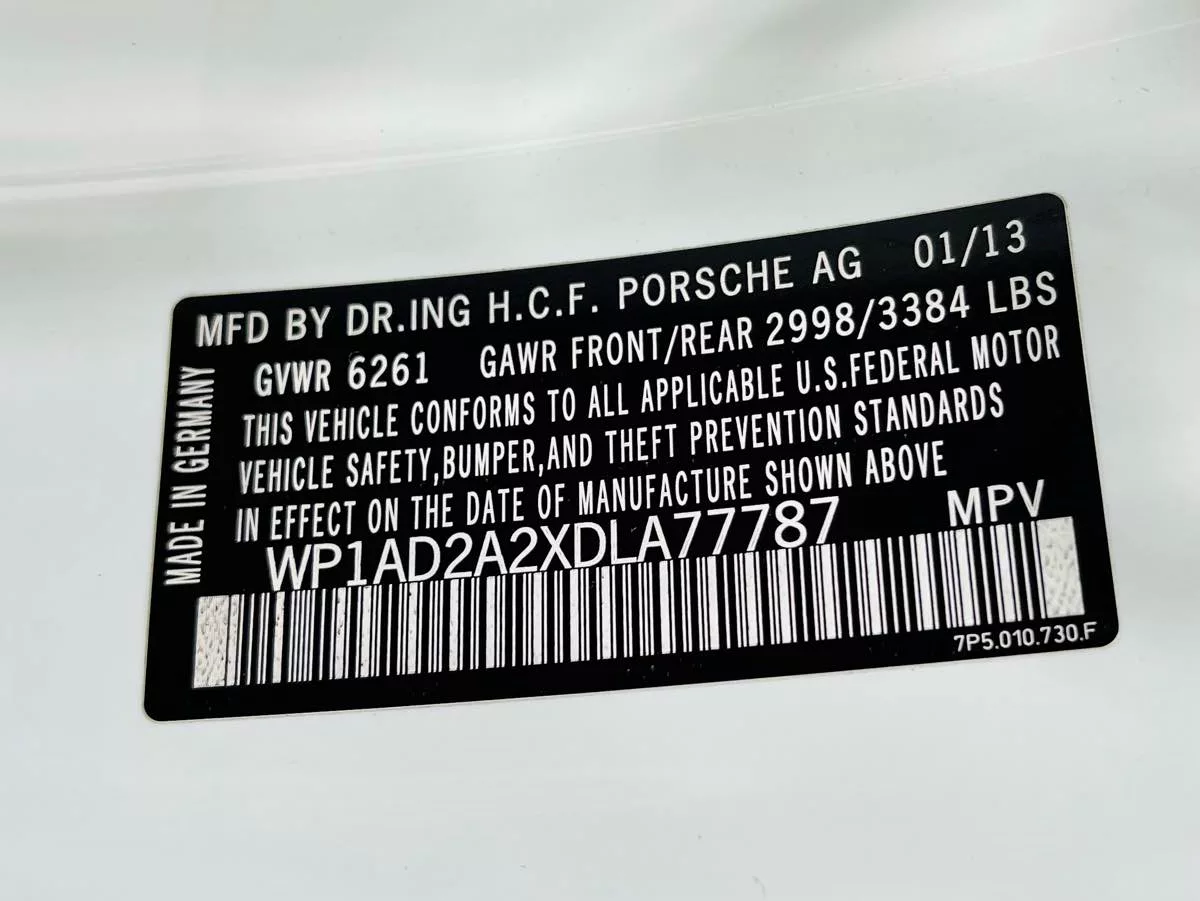 MFD BY DR.ING H.C.F. PORSCHE AG 01/13
GVWR 6261 GAWR FRONT/REAR 2998/3384 LBS
THIS VEHICLE CONFORMS TO ALL APPLICABLE U.S.FEDERAL MOTOR
VEHICLE SAFETY,BUMPER,AND THEFT PREVENTION STANDARDS
IN EFFECT ON THE DATE OF MANUFACTURE SHOWN ABOVE
WP1AD2A2XDLA77787 MPV
7P5.010.730.F
MADE IN GERMANY